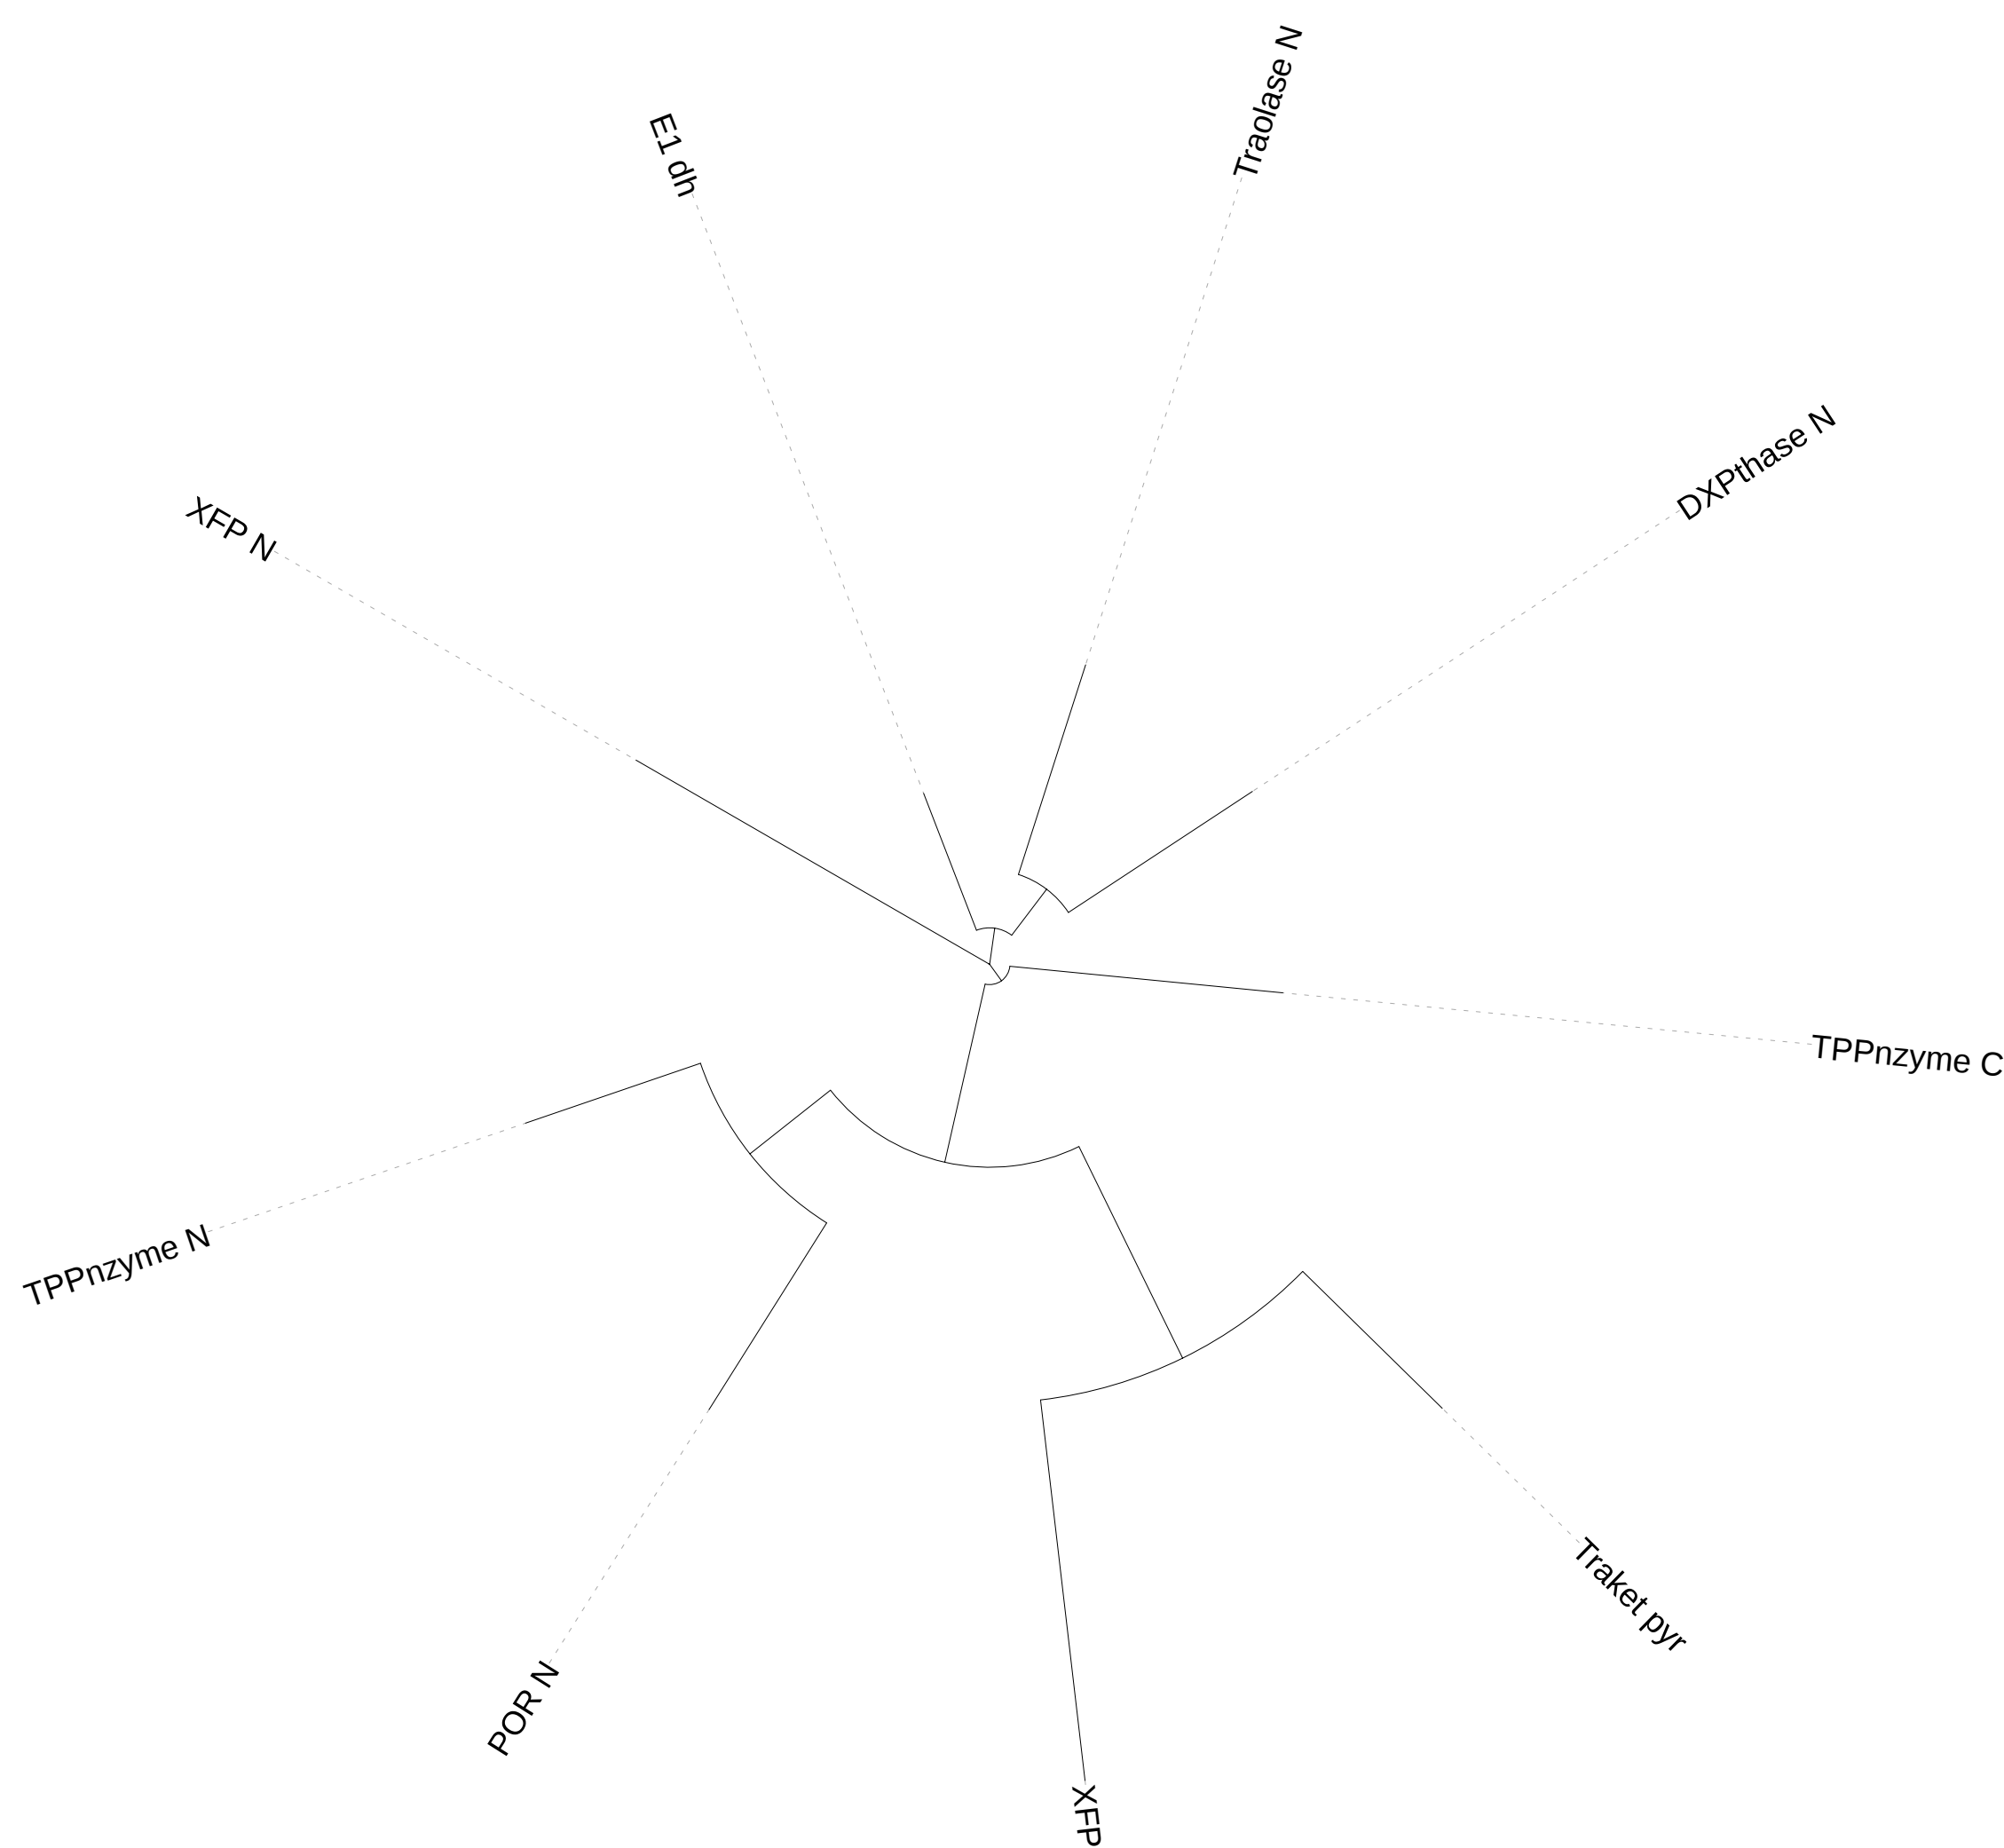 Traolase N
E1 dh
DXPthase N
XFP N
TPPnzyme C
TPPnzyme N
Traket pyr
POR N
XFP